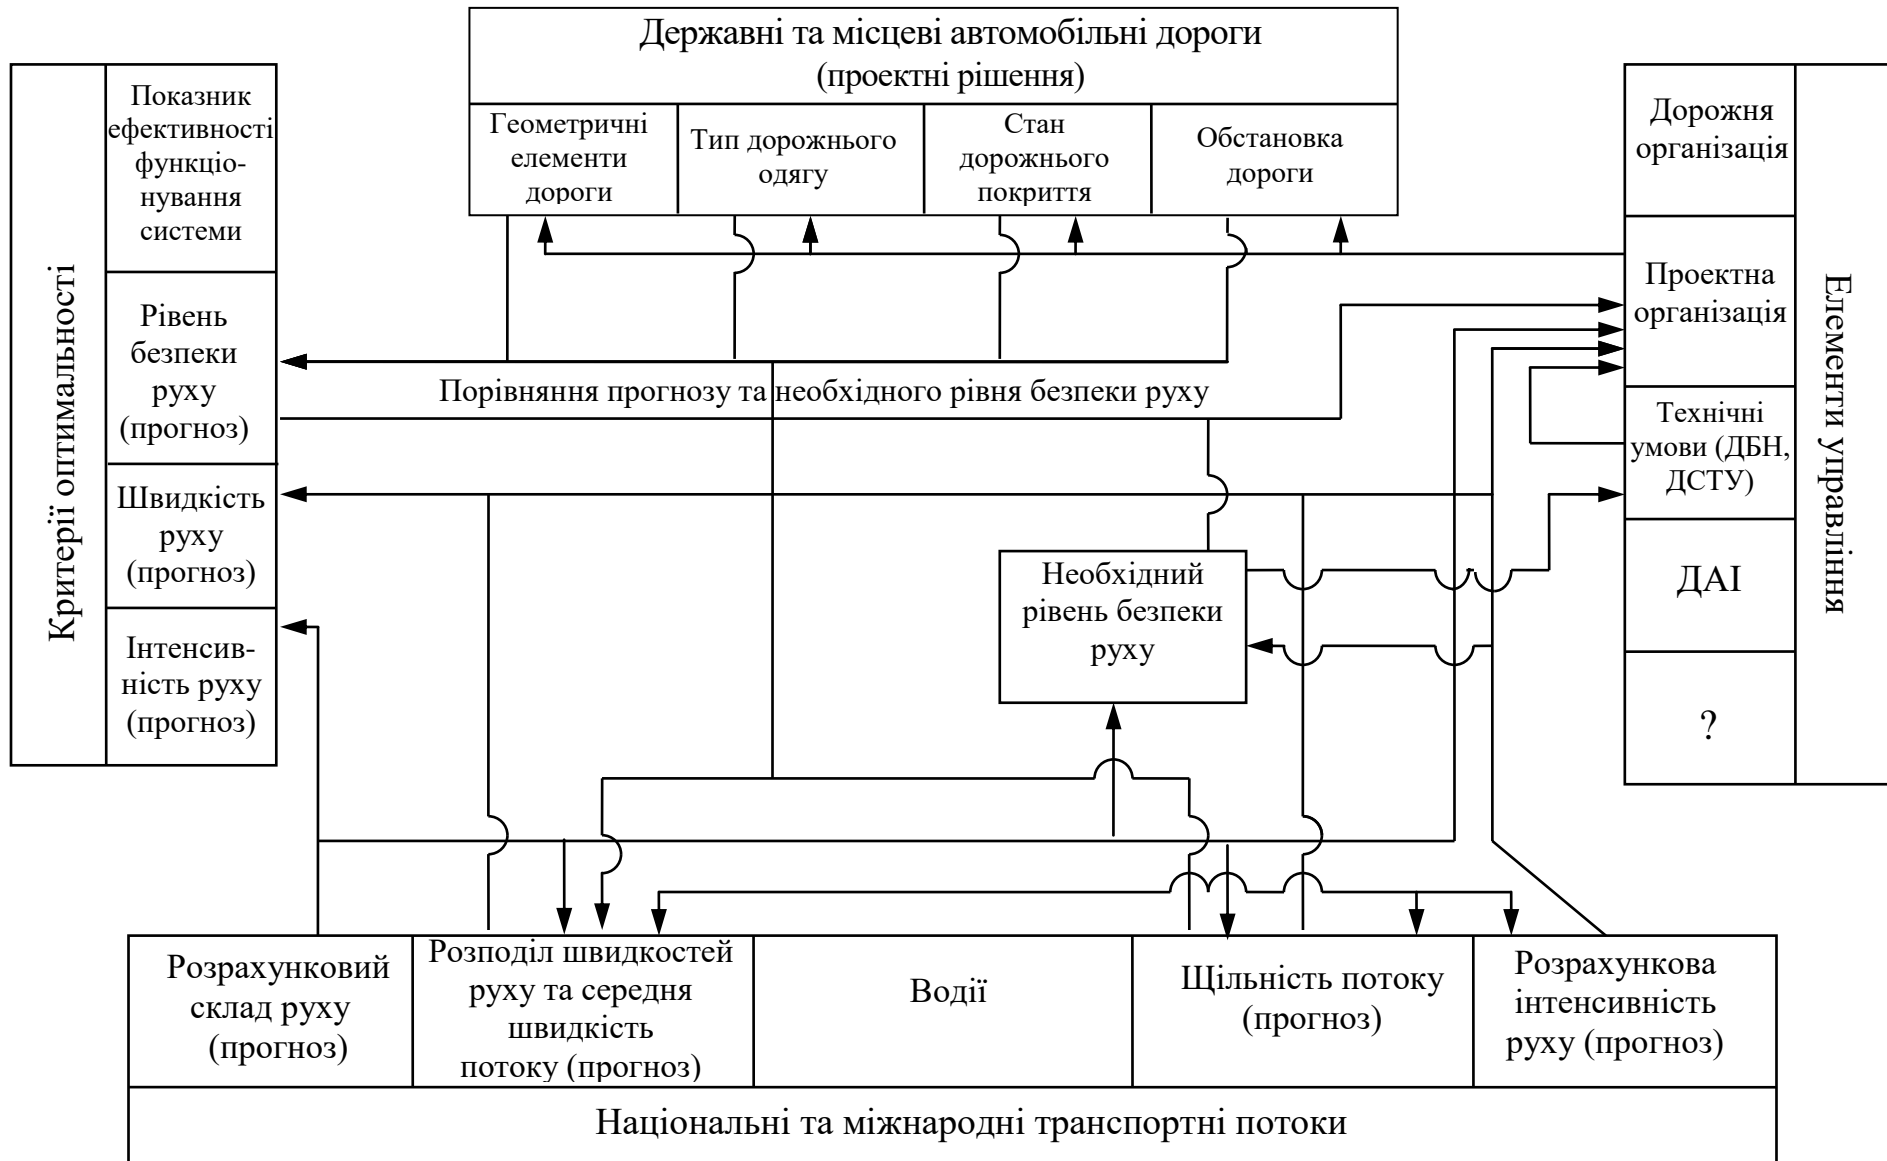 Державні та місцеві автомобільні дороги
(проектні рішення)
Геометричні
елементи
дороги
Тип дорожнього
одягу
Стан
дорожнього
покриття
Обстановка
дороги
Критерії оптимальності
Показник
ефективності
функціо-
нування
системи
Рівень
безпеки
руху
(прогноз)
Швидкість
руху
(прогноз)
Інтенсив-
ність руху
(прогноз)
Порівняння прогнозу та необхідного рівня безпеки руху
Необхідний
рівень безпеки
руху
Дорожня
організація
Проектна
організація
Технічні
умови (ДБН,
ДСТУ)
ДАІ
?
Елементи управління
Розрахунковий
склад руху
(прогноз)
Розподіл швидкостей
руху та середня
швидкість
потоку (прогноз)
Водії
Щільність потоку
(прогноз)
Розрахункова
інтенсивність
руху (прогноз)
Національні та міжнародні транспортні потоки